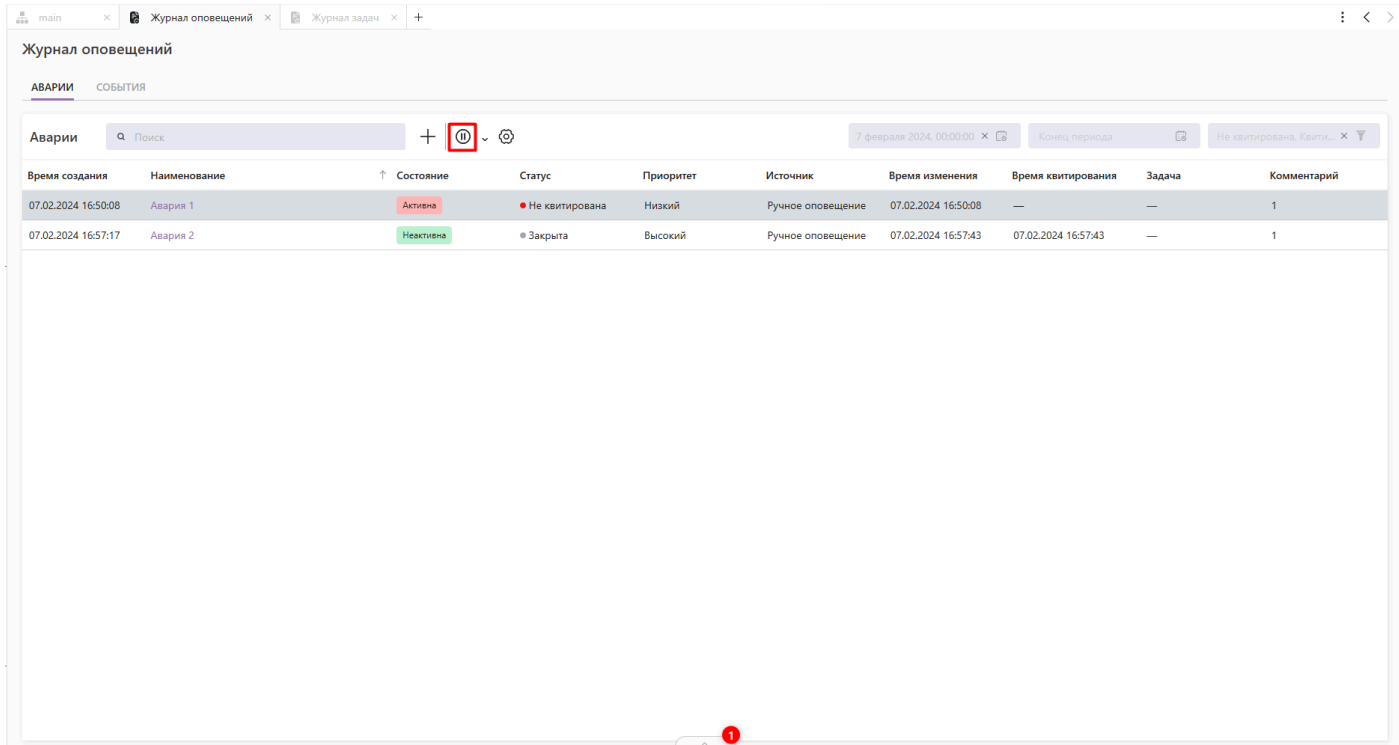 main
Журнал оповещений
Журнал задач
Журнал оповещений
АВАРИИ СОБЫТИЯ
Аварии Поиск 7 февраля 2024, 00:00:00 Конец периода Не квитирована, Квити...
Время создания Наименование Состояние Статус Приоритет Источник Время изменения Время квитирования Задача Комментарий
07.02.2024 16:50:08 Авария 1 Активна Не квитирована Низкий Ручное оповещение 07.02.2024 16:50:08 — — 1
07.02.2024 16:57:17 Авария 2 Неактивна Закрыта Высокий Ручное оповещение 07.02.2024 16:57:43 07.02.2024 16:57:43 — 1
1